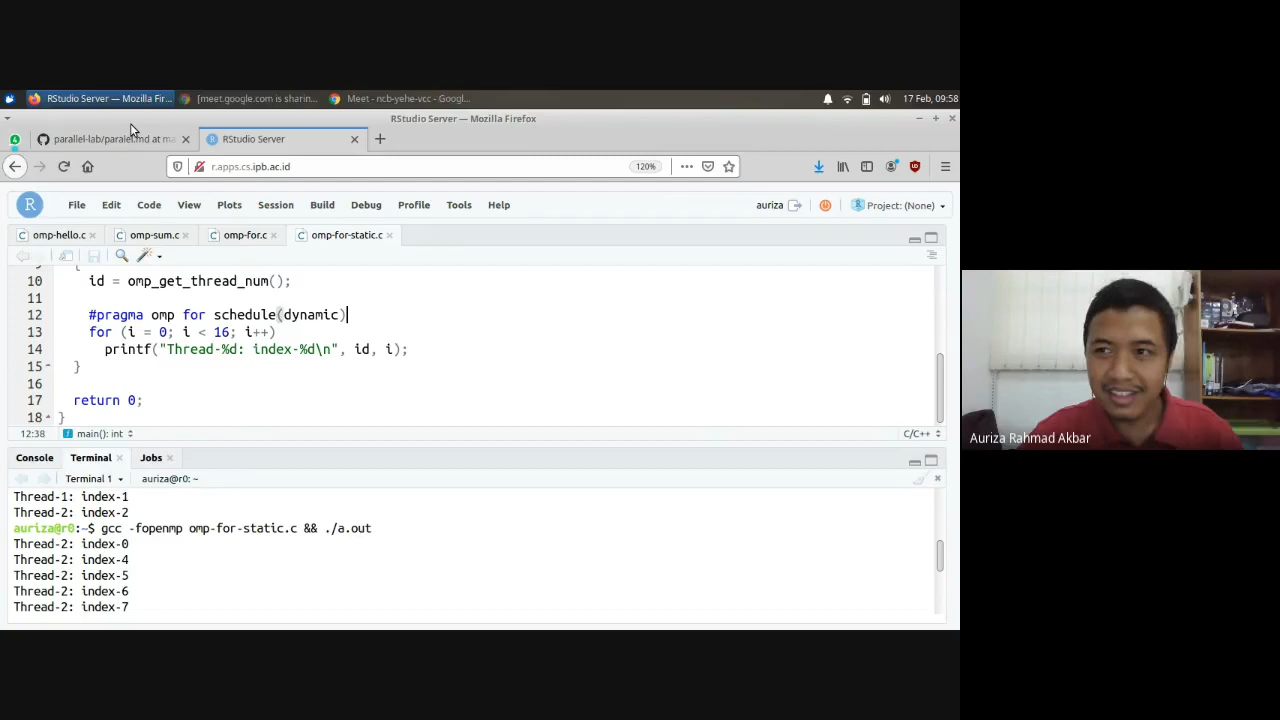 RStudio Server — Mozilla Fir...
[meet.google.com is sharin...
Meet - ncb-yehe-vcc - Googl...
17 Feb, 09:58
RStudio Server — Mozilla Firefox
parallel-lab/paralel.md at ma
RStudio Server
r.apps.cs.ipb.ac.id
120%
File Edit Code View Plots Session Build Debug Profile Tools Help
auriza
Project: (None)
omp-hello.c
omp-sum.c
omp-for.c
omp-for-static.c
9 {
10 id = omp_get_thread_num();
11
12 #pragma omp for schedule(dynamic)
13 for (i = 0; i < 16; i++)
14 printf("Thread-%d: index-%d\n", id, i);
15 }
16
17 return 0;
18 }
12:38 main(): int C/C++
Console Terminal Jobs
Terminal 1 auriza@r0: ~
Thread-1: index-1
Thread-2: index-2
auriza@r0:~$ gcc -fopenmp omp-for-static.c && ./a.out
Thread-2: index-0
Thread-2: index-4
Thread-2: index-5
Thread-2: index-6
Thread-2: index-7
Auriza Rahmad Akbar